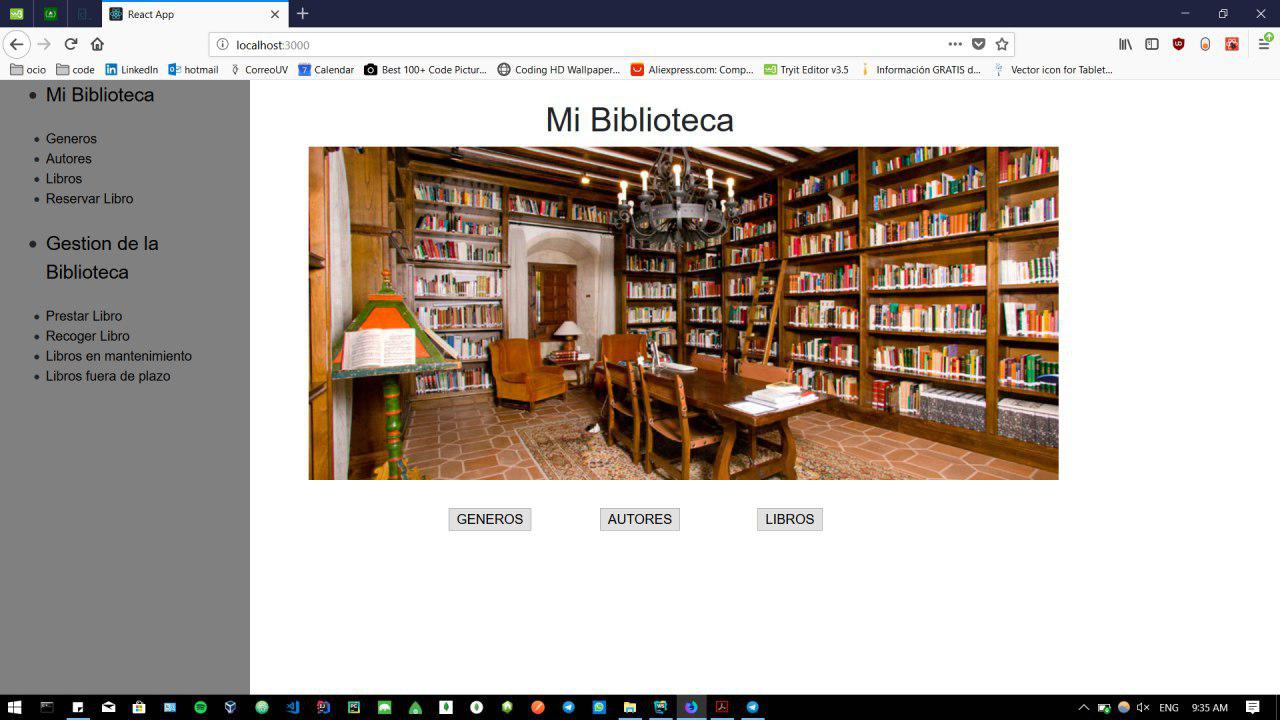 React App
localhost:3000
ocio
code
LinkedIn
hotmail
CorreoUV
Calendar
Best 100+ Code Pictur...
Coding HD Wallpaper...
Aliexpress.com: Comp...
Tryit Editor v3.5
Información GRATIS d...
Vector icon for Tablet...
Mi Biblioteca
Generos
Autores
Libros
Reservar Libro
Gestion de la
Biblioteca
Prestar Libro
Recoger Libro
Libros en mantenimiento
Libros fuera de plazo
Mi Biblioteca
GENEROS
AUTORES
LIBROS
ENG
9:35 AM